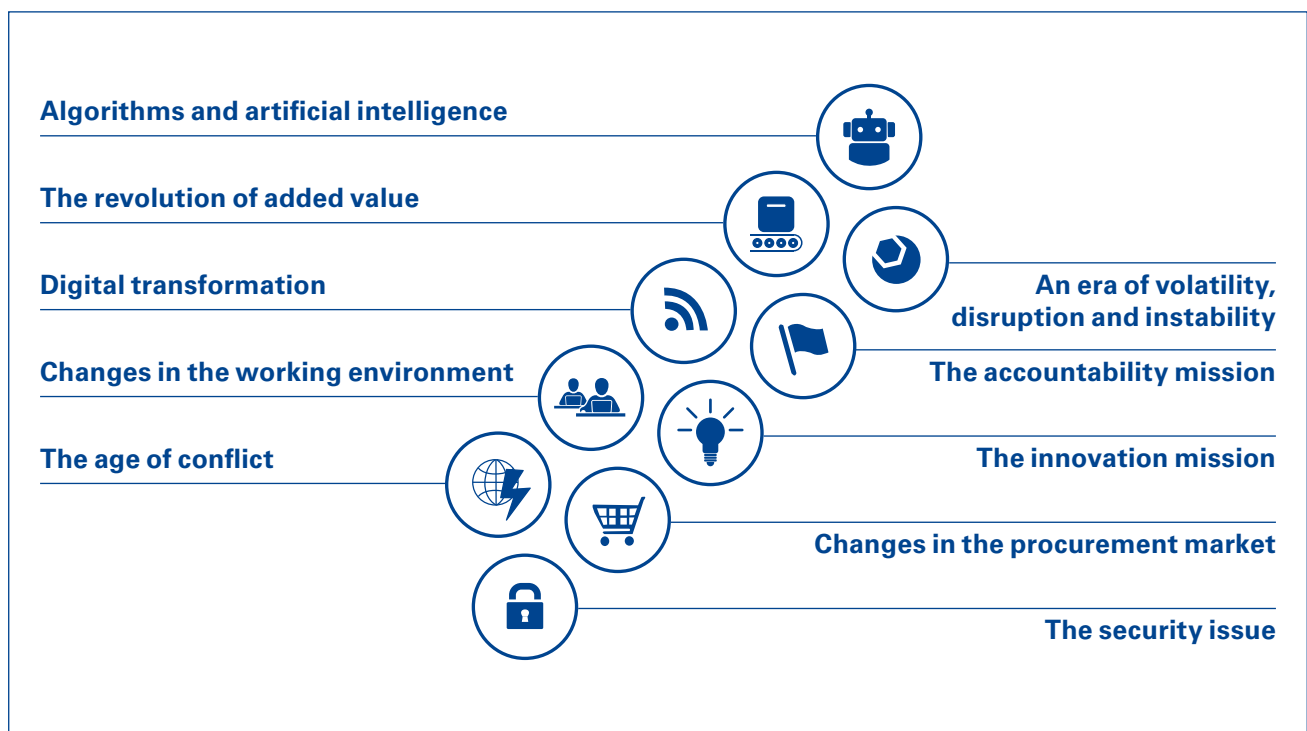 Algorithms and artificial intelligence
The revolution of added value
Digital transformation
Changes in the working environment
The age of conflict
An era of volatility,
disruption and instability
The accountability mission
The innovation mission
Changes in the procurement market
The security issue